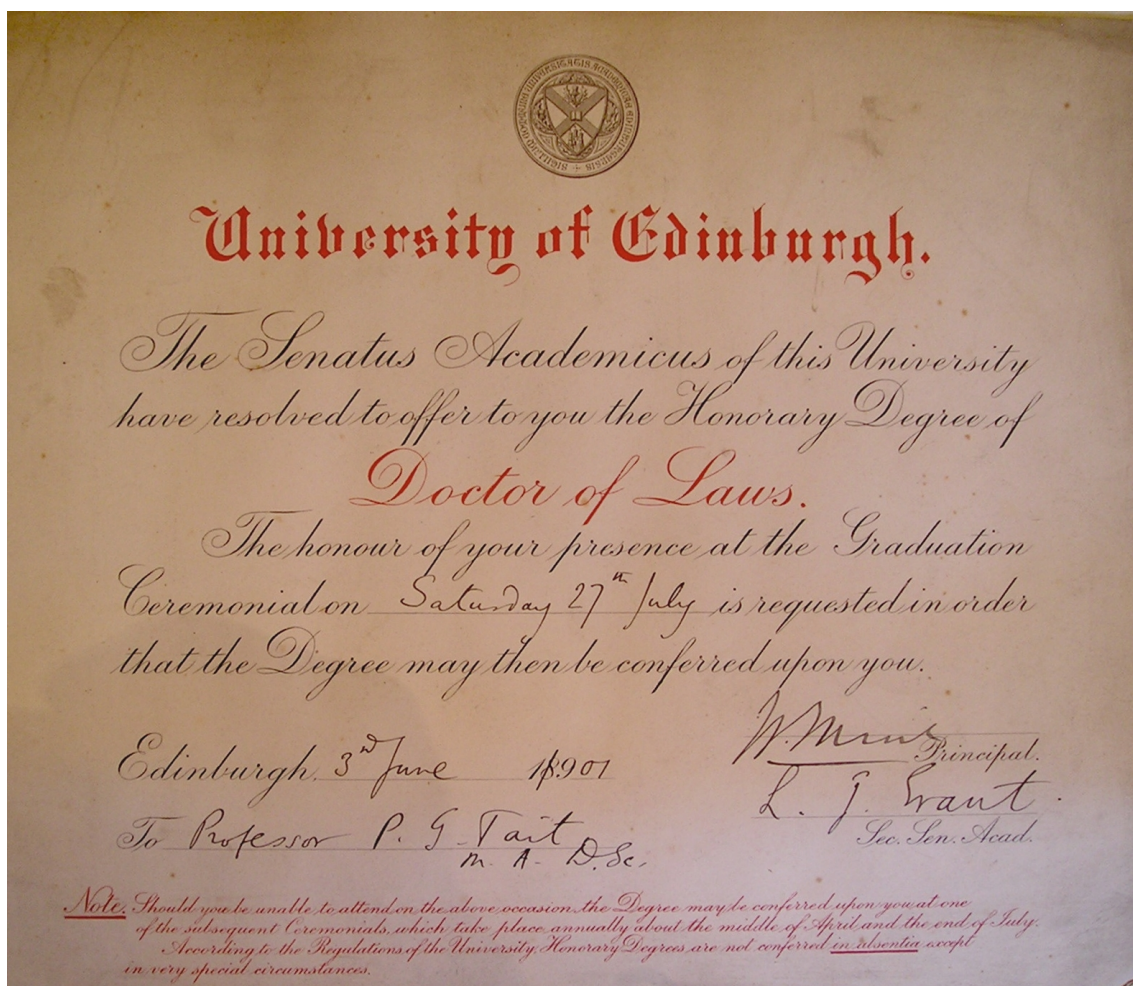 SIGILLUM COMMUNE UNIVERSITATIS ACADEMICAE EDINBURGENSIS
University of Edinburgh.
The Senatus Academicus of this University
have resolved to offer to you the Honorary Degree of
Doctor of Laws.
The honour of your presence at the Graduation
Ceremonial on Saturday 27th July is requested in order
that the Degree may then be conferred upon you.
W. Muir
Principal.
Edinburgh, 3rd June 1901
L. J. Grant
Sec. Sen. Acad.
To Professor P. G. Tait
M. A. D. Sc.
Note. Should you be unable to attend on the above occasion, the Degree may be conferred upon you at one
of the subsequent Ceremonials, which take place annually about the middle of April and the end of July.
According to the Regulations of the University, Honorary Degrees are not conferred in absentia except
in very special circumstances.